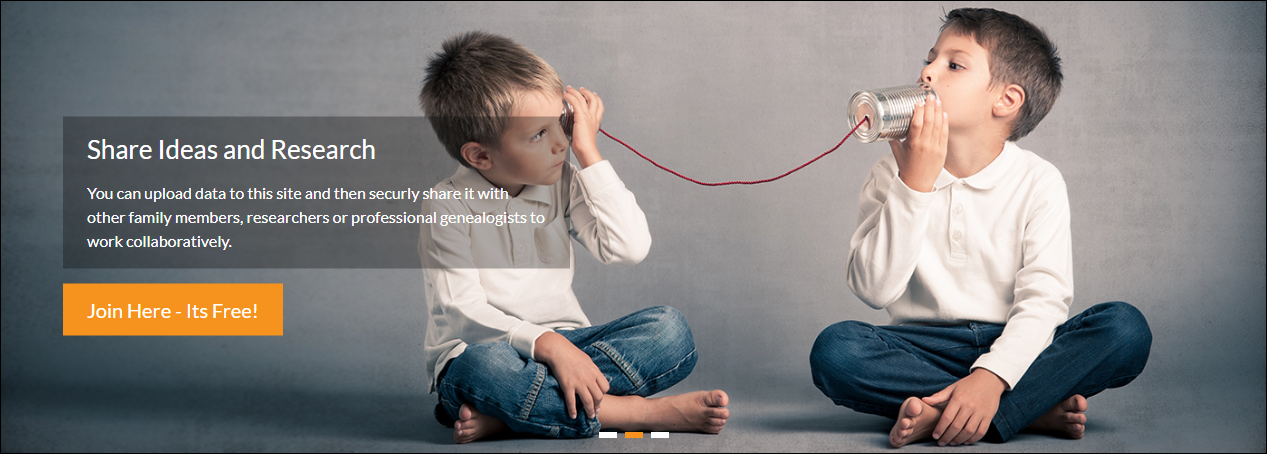 Share Ideas and Research
You can upload data to this site and then securly share it with
other family members, researchers or professional genealogists to
work collaboratively.
Join Here - Its Free!